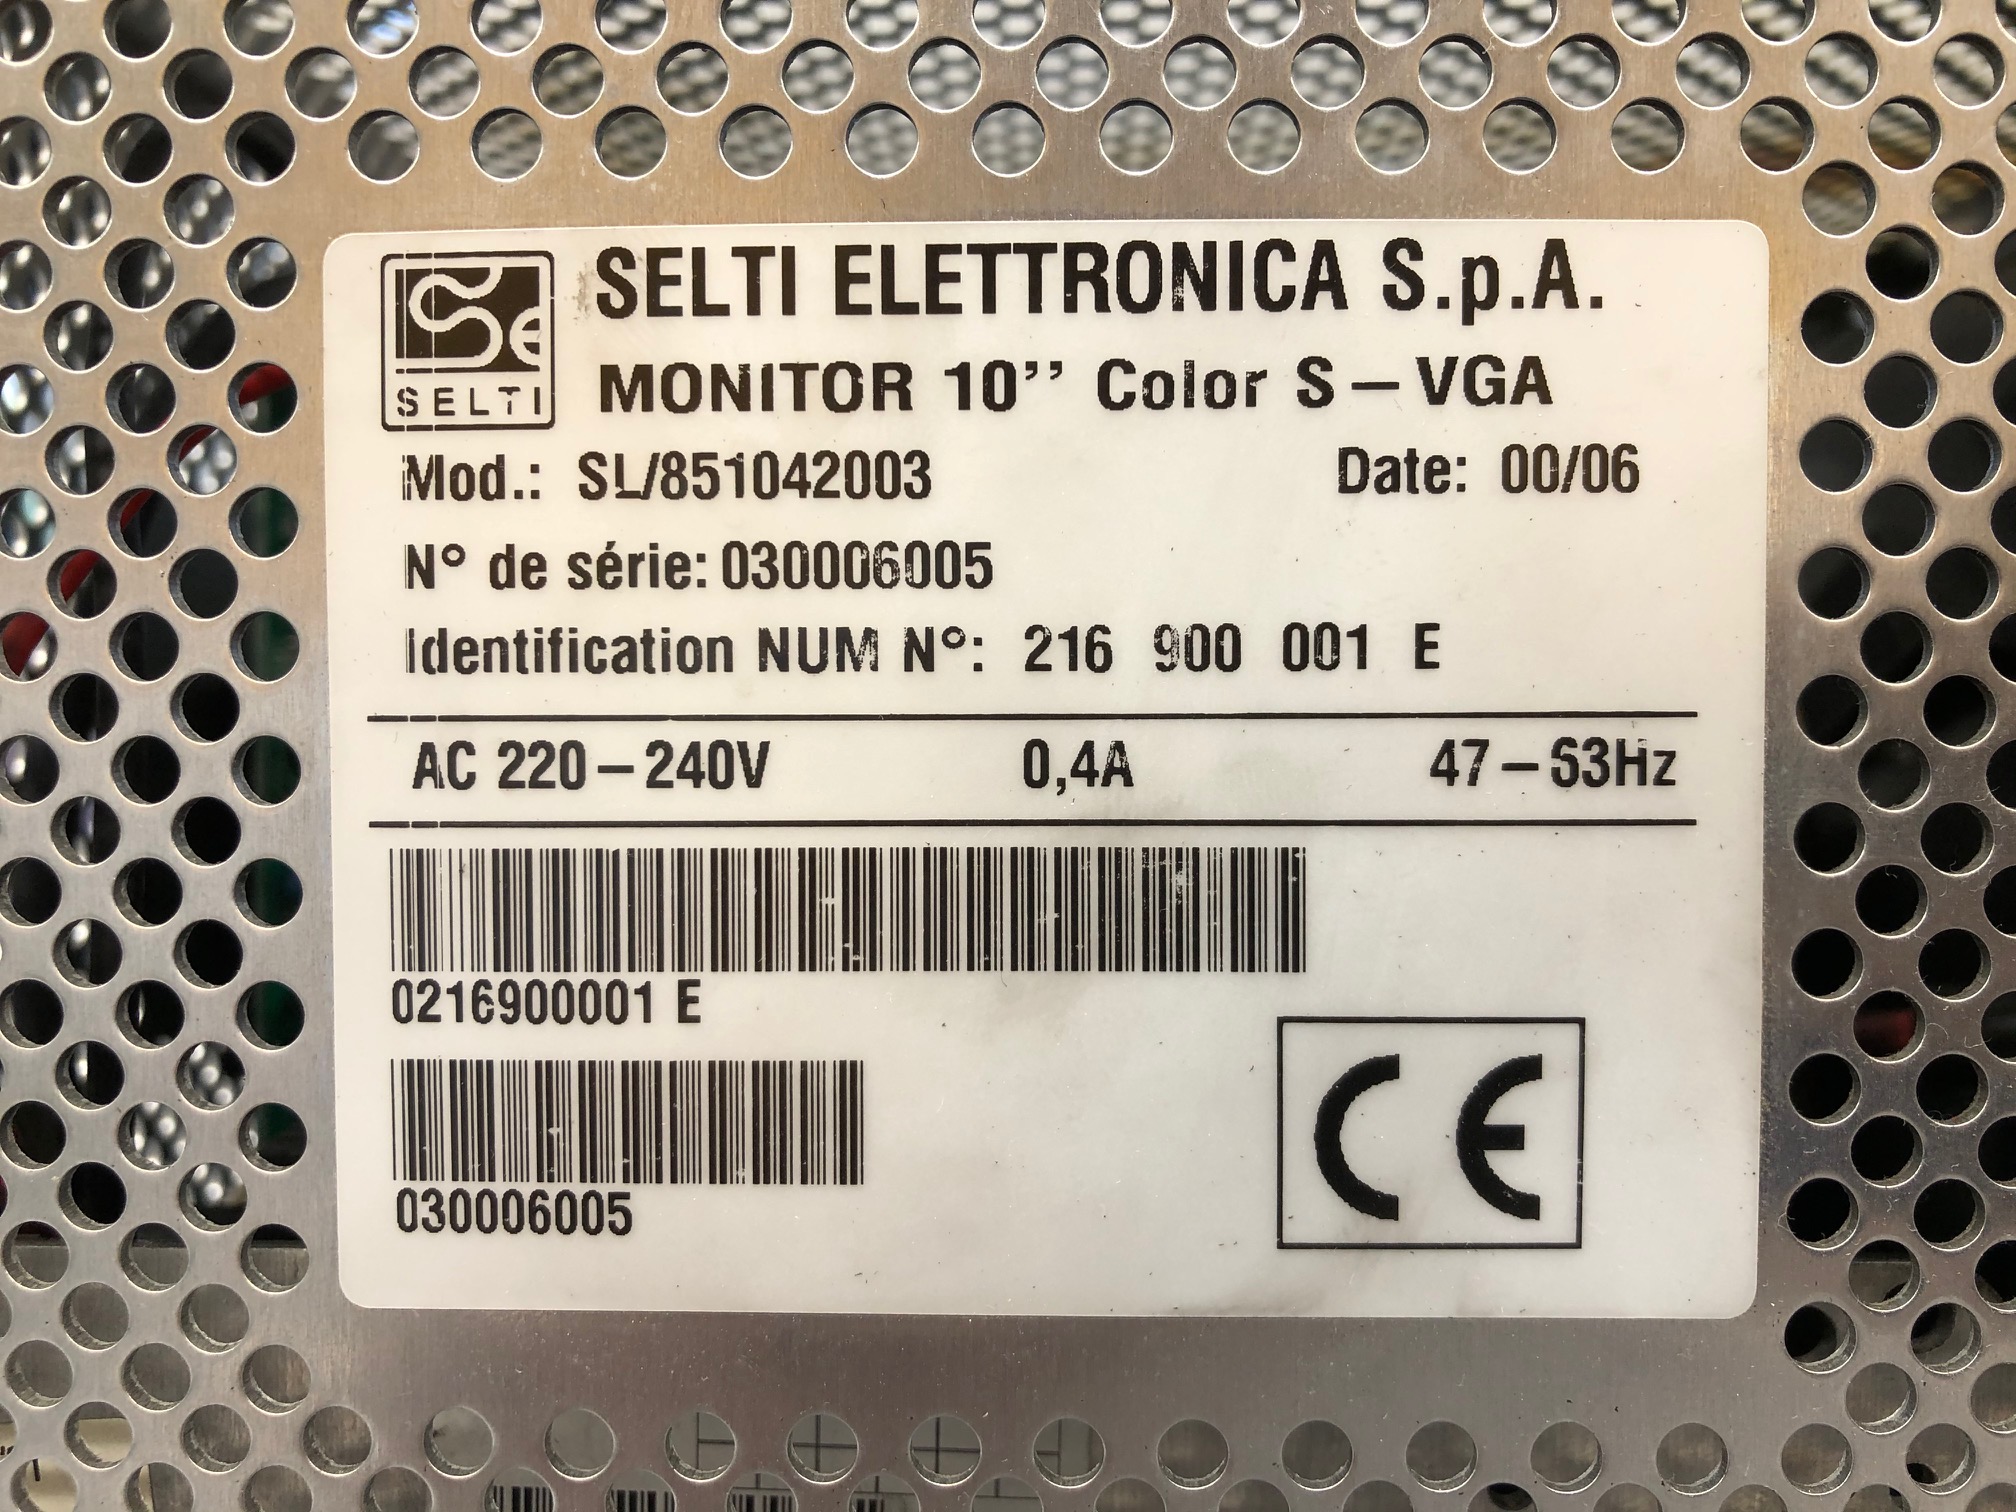 SELTI
SELTI ELETTRONICA S.p.A.
MONITOR 10’’ Color S – VGA
Mod.: SL/851042003 Date: 00/06
N° de série: 030006005
Identification NUM N°: 216 900 001 E
AC 220 – 240V 0,4A 47 – 63Hz
0216900001 E
030006005
CE